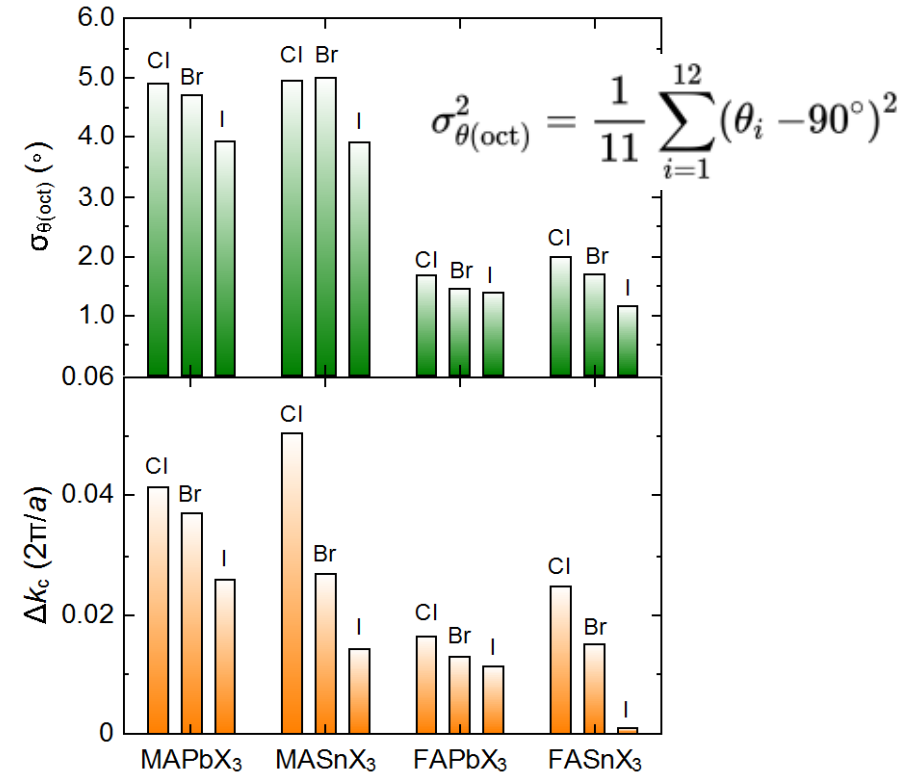 6.0
5.0
4.0
3.0
2.0
1.0
0.06
σθ(oct) (°)
Cl Br I
Cl Br I
Cl Br I
Cl Br I
σ²θ(oct) = 1/11 ∑12i=1 (θi −90°)²
0.04
0.02
0
Δkc (2π/a)
Cl Br I
Cl Br I
Cl Br I
Cl Br I
MAPbX₃ MASnX₃ FAPbX₃ FASnX₃